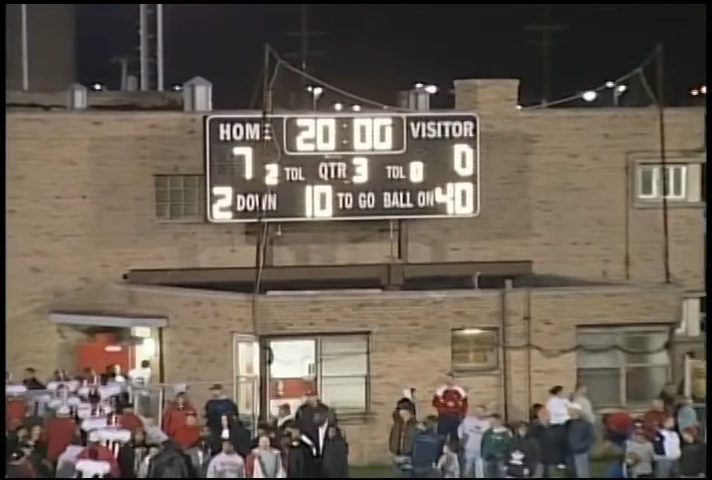 HOME 20:00 VISITOR
7 2 TOL QTR 3 TOL 0 0
2 DOWN 10 TO GO BALL ON 40